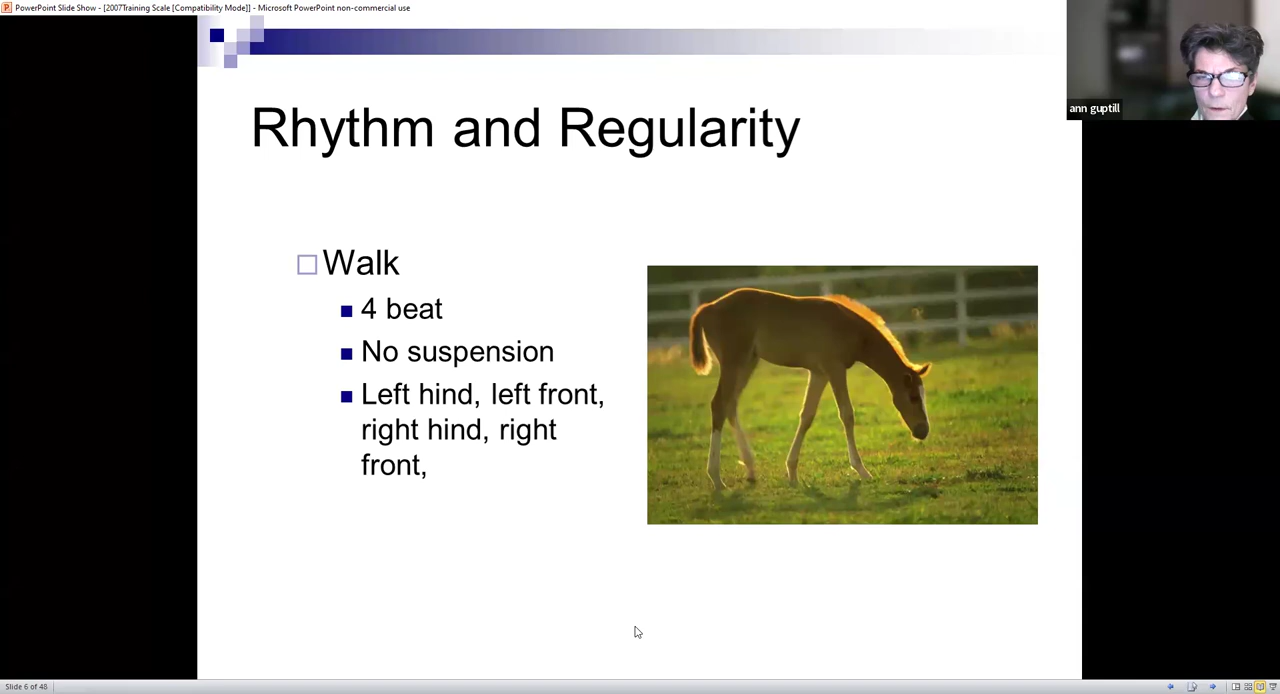 PowerPoint Slide Show - [2007Training Scale [Compatibility Mode]] - Microsoft PowerPoint non-commercial use
ann guptill
Rhythm and Regularity
Walk
4 beat
No suspension
Left hind, left front,
right hind, right
front,
Slide 6 of 48